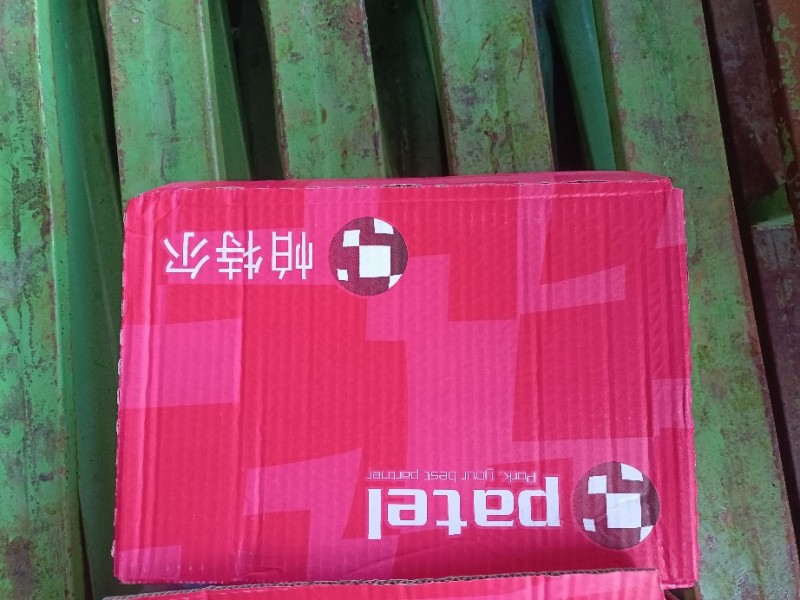 patel
Pork, your best partner
帕特尔